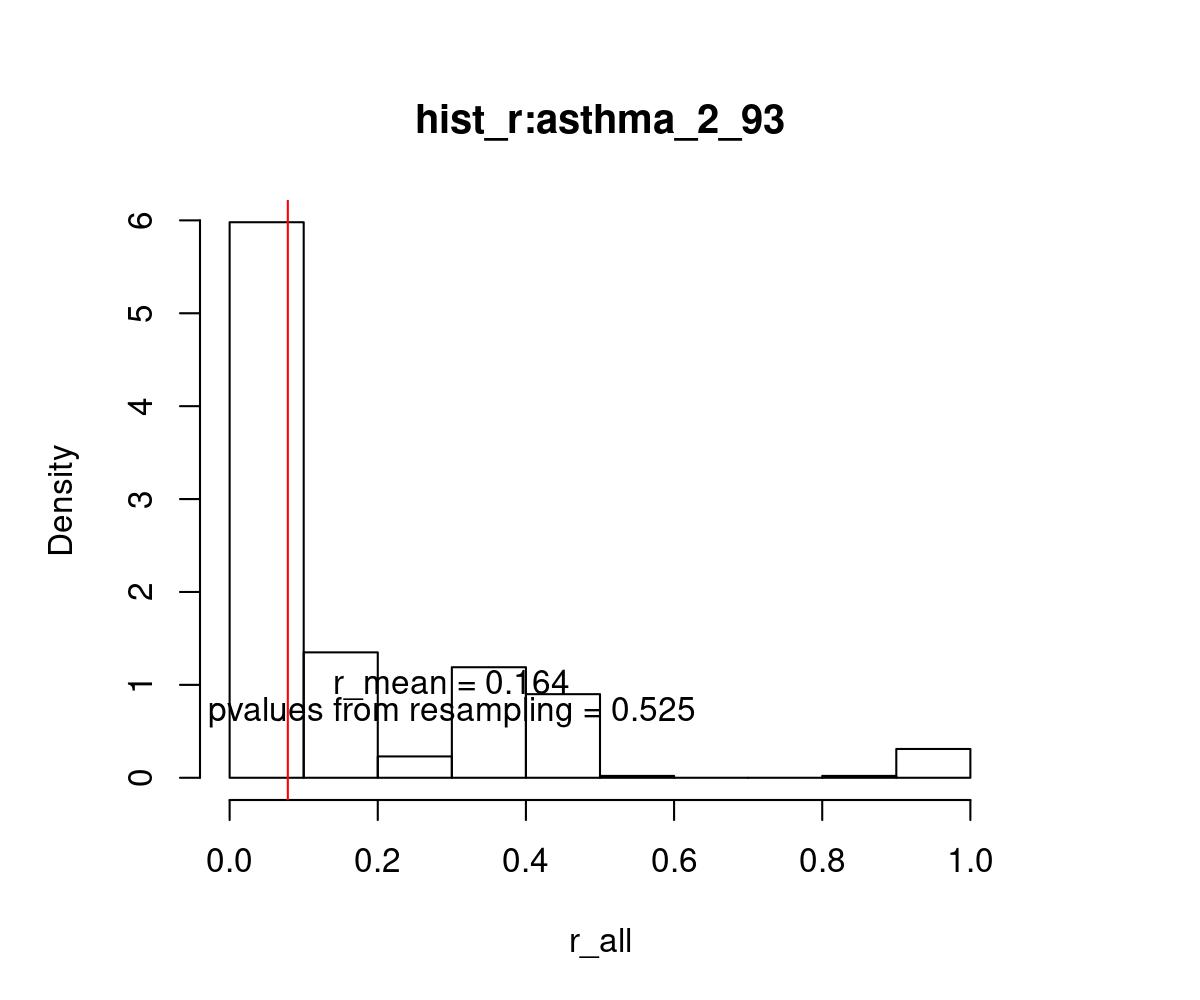 hist_r:asthma_2_93
6
5
4
3
2
1
0
Density
r_mean = 0.164
pvalues from resampling = 0.525
0.0 0.2 0.4 0.6 0.8 1.0
r_all